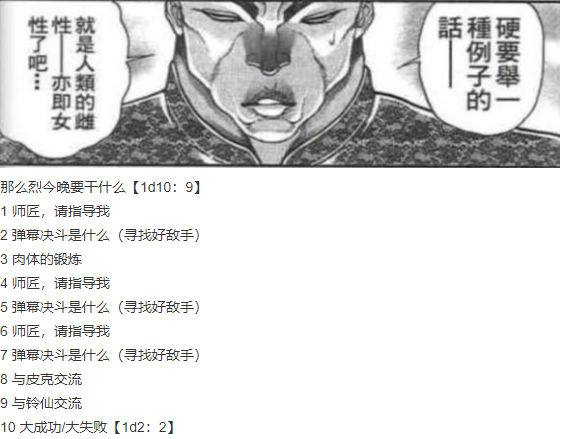 硬要舉一
種例子的
話——
就是人類的雌
性——亦即女
性了吧…
那么烈今晚要干什么【1d10：9】
1 师匠，请指导我
2 弹幕决斗是什么（寻找好敌手）
3 肉体的锻炼
4 师匠，请指导我
5 弹幕决斗是什么（寻找好敌手）
6 师匠，请指导我
7 弹幕决斗是什么（寻找好敌手）
8 与皮克交流
9 与铃仙交流
10 大成功/大失败【1d2：2】